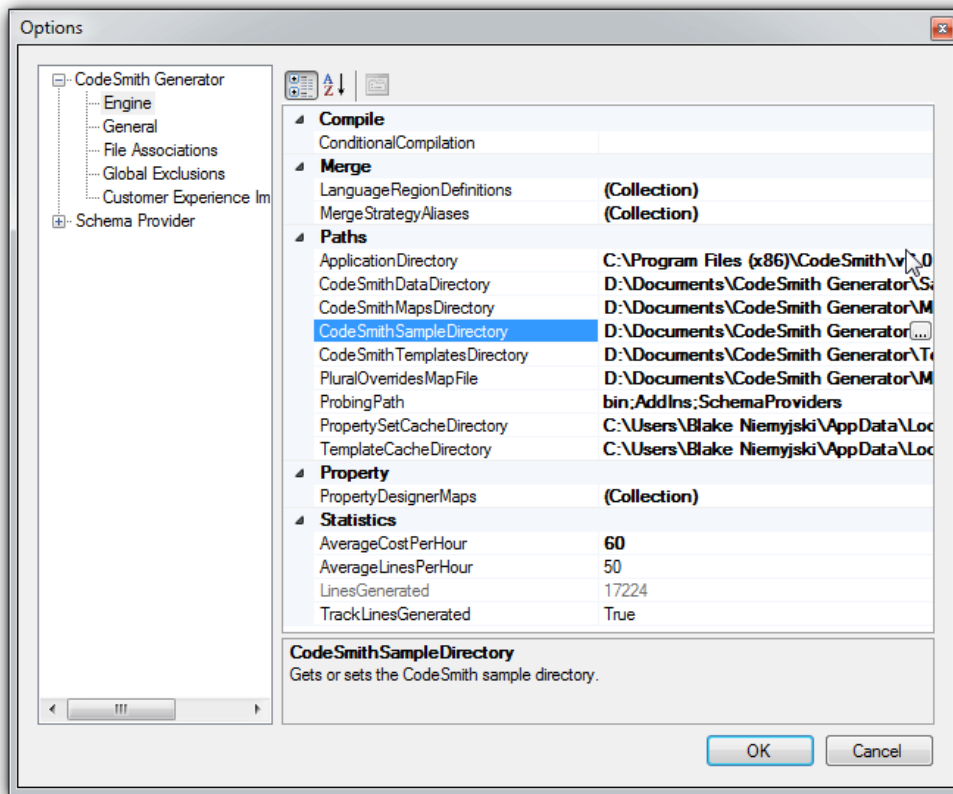 Options
CodeSmith Generator
Engine
General
File Associations
Global Exclusions
Customer Experience Im
Schema Provider
Compile
ConditionalCompilation
Merge
LanguageRegionDefinitions (Collection)
MergeStrategyAliases (Collection)
Paths
ApplicationDirectory C:\Program Files (x86)\CodeSmith\
CodeSmithDataDirectory D:\Documents\CodeSmith Generator\Sa
CodeSmithMapsDirectory D:\Documents\CodeSmith Generator\M
CodeSmithSampleDirectory D:\Documents\CodeSmith Generator ...
CodeSmithTemplatesDirectory D:\Documents\CodeSmith Generator\Te
PluralOverridesMapFile D:\Documents\CodeSmith Generator\M
ProbingPath bin;AddIns;SchemaProviders
PropertySetCacheDirectory C:\Users\Blake Niemyjski\AppData\Loc
TemplateCacheDirectory C:\Users\Blake Niemyjski\AppData\Loc
Property
PropertyDesignerMaps (Collection)
Statistics
AverageCostPerHour 60
AverageLinesPerHour 50
LinesGenerated 17224
TrackLinesGenerated True
CodeSmithSampleDirectory
Gets or sets the CodeSmith sample directory.
OK Cancel